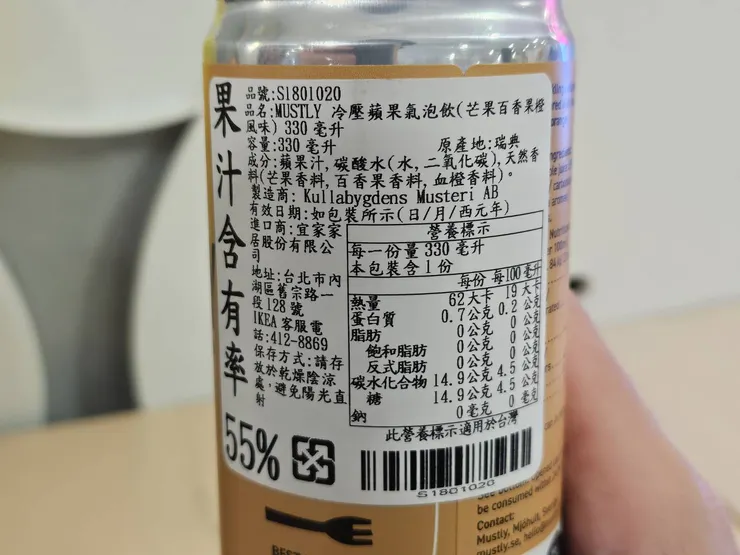 果汁含有率
55%
品號:S1801020
品名:MUSTLY 冷壓蘋果氣泡飲(芒果百香果橙
風味) 330 毫升
容量:330 毫升 原產地:瑞典
成分:蘋果汁, 碳酸水(水, 二氧化碳), 天然香
料(芒果香料, 百香果香料, 血橙香料)。
製造商: Kullabygdens Musteri AB
有效日期:如包裝所示(日/月/西元年)
進口商:宜家家
居股份有限公
司
地址:台北市內
湖區舊宗路一
段 128 號
IKEA 客服電
話:412-8869
保存方式:請存
放於乾燥陰涼
處,避免陽光直
射
營養標示
每一份量 330 毫升
本包裝含 1 份
每份 每100毫升
熱量 62 大卡 19 大卡
蛋白質 0.7 公克 0.2 公克
脂肪 0 公克 0 公克
飽和脂肪 0 公克 0 公克
反式脂肪 0 公克 0 公克
碳水化合物 14.9 公克 4.5 公克
糖 14.9 公克 4.5 公克
鈉 0 毫克 0 毫克
此營養標示適用於台灣
S1801020
be consumed within
Contact:
Mustly, Mjöhult,
mustly.se,
BEST